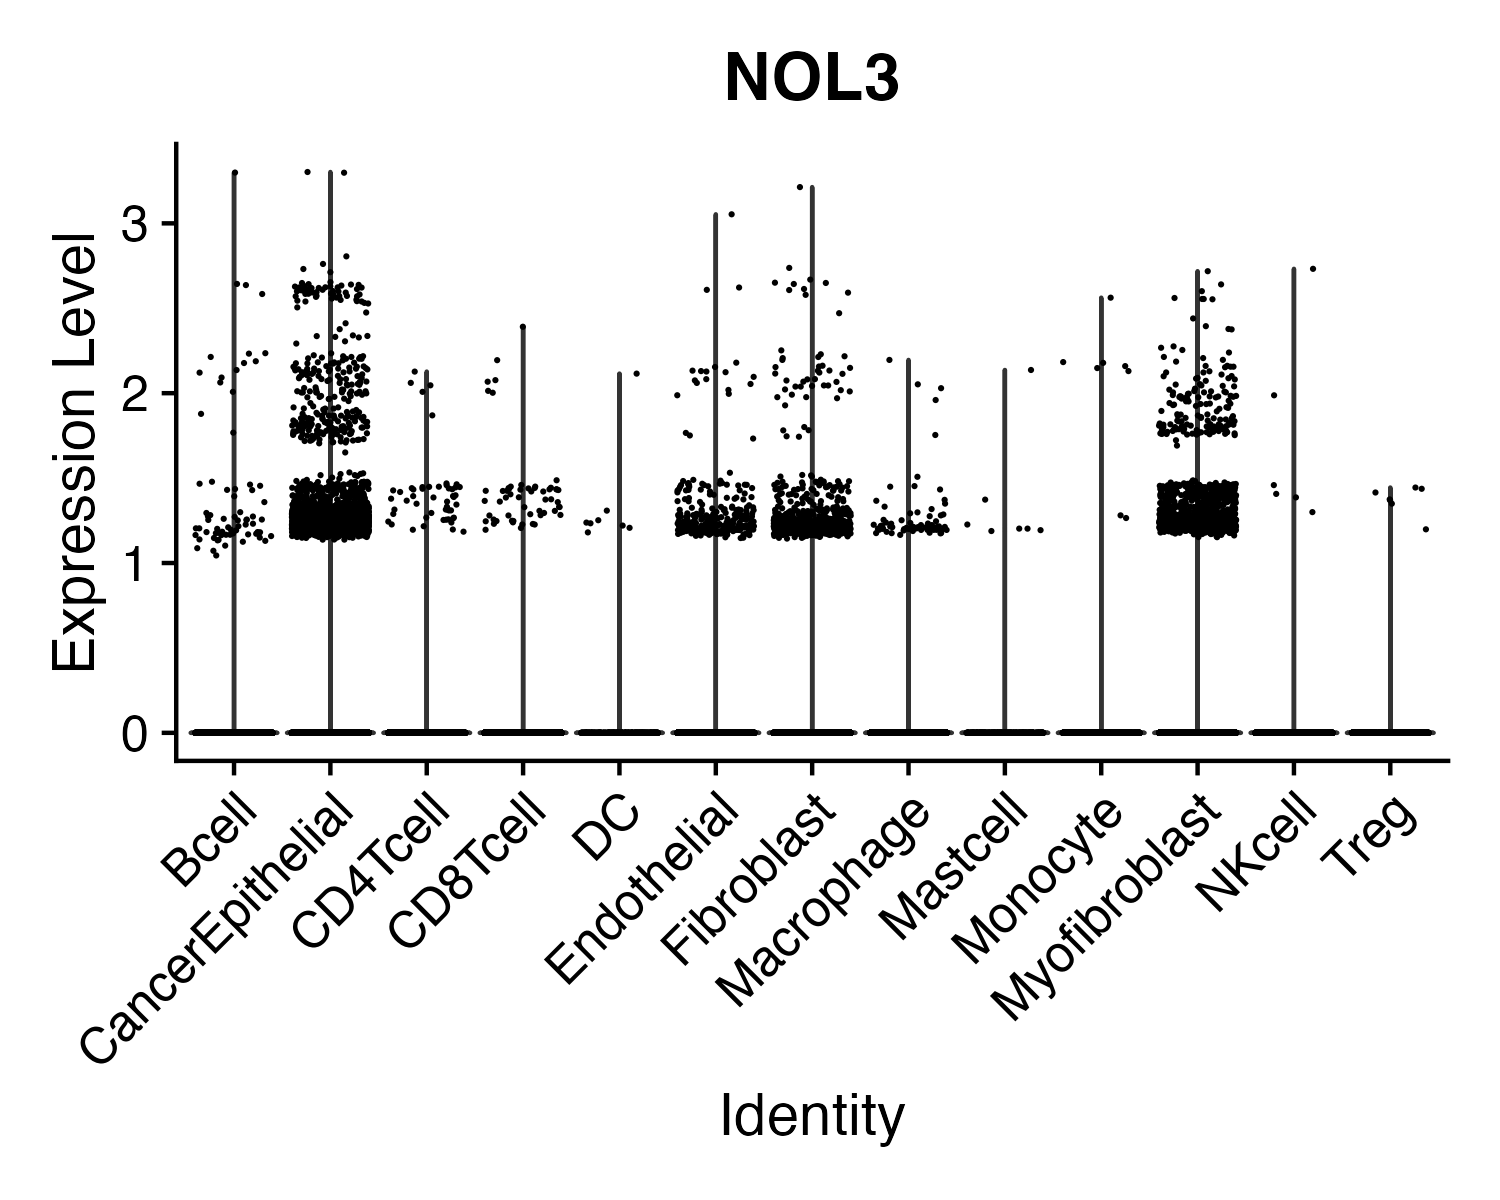 NOL3
Expression Level
3
2
1
0
Bcell
CancerEpithelial
CD4Tcell
CD8Tcell
DC
Endothelial
Fibroblast
Macrophage
Mastcell
Monocyte
Myofibroblast
NKcell
Treg
Identity